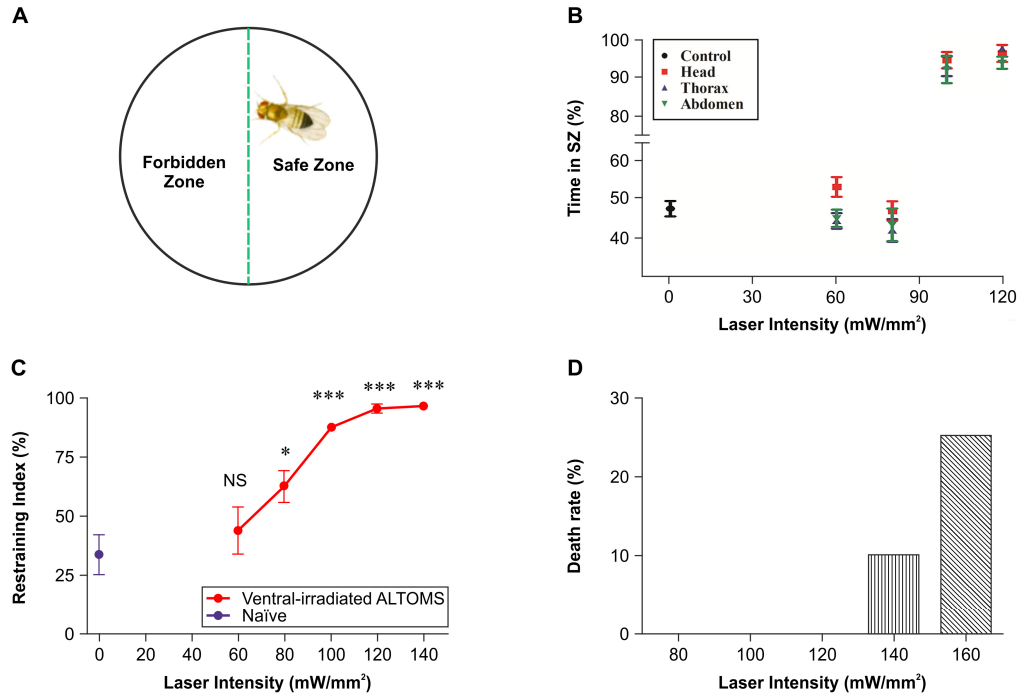 A
Forbidden
Zone
Safe Zone
B
Time in SZ (%)
100
90
80
60
50
40
Control
Head
Thorax
Abdomen
0
30
60
90
120
Laser Intensity (mW/mm²)
C
Restraining Index (%)
100
75
50
25
0
NS
*
***
***
***
Ventral-irradiated ALTOMS
Naïve
0
20
40
60
80
100
120
140
Laser Intensity (mW/mm²)
D
Death rate (%)
30
20
10
0
80
100
120
140
160
Laser Intensity (mW/mm²)